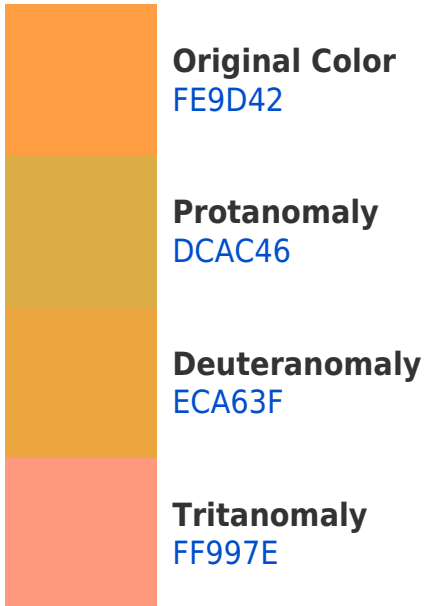 Original Color
FE9D42
Protanomaly
DCAC46
Deuteranomaly
ECA63F
Tritanomaly
FF997E